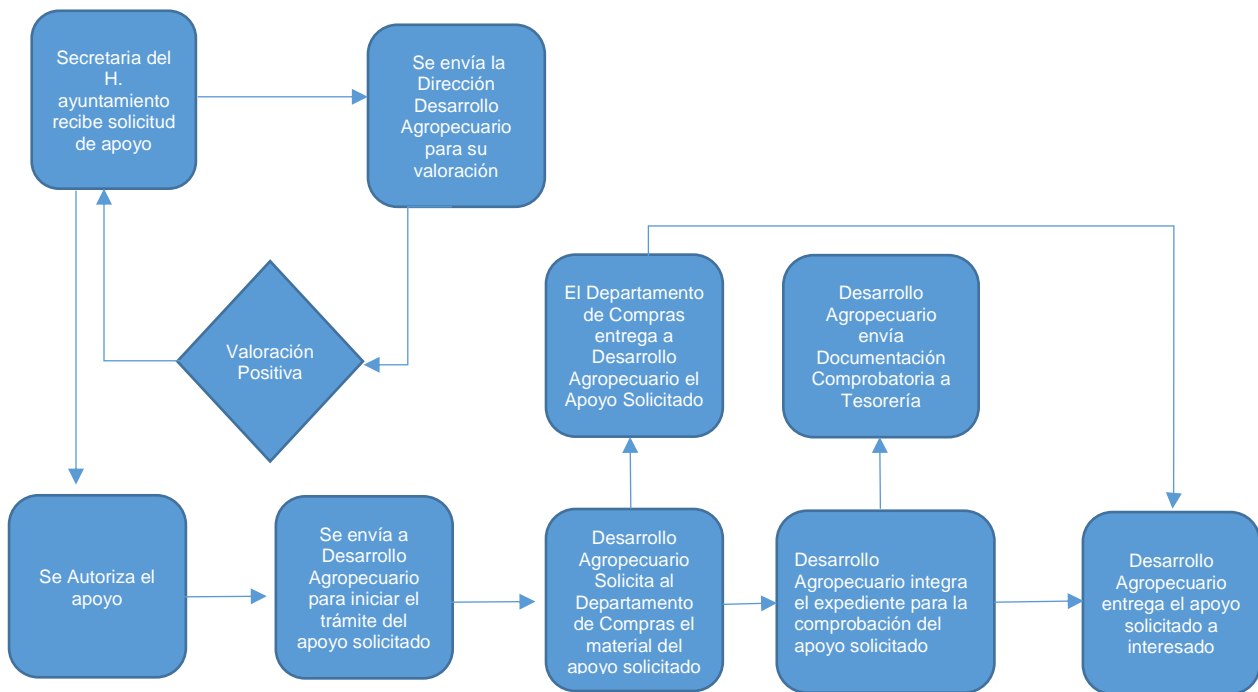 Secretaria del
H.
ayuntamiento
recibe solicitud
de apoyo
Se envía la
Dirección
Desarrollo
Agropecuario
para su
valoración
Valoración
Positiva
El Departamento
de Compras
entrega a
Desarrollo
Agropecuario el
Apoyo Solicitado
Desarrollo
Agropecuario
envía
Documentación
Comprobatoria a
Tesorería
Se Autoriza el
apoyo
Se envía a
Desarrollo
Agropecuario
para iniciar el
trámite del
apoyo solicitado
Desarrollo
Agropecuario
Solicita al
Departamento
de Compras el
material del
apoyo solicitado
Desarrollo
Agropecuario integra
el expediente para la
comprobación del
apoyo solicitado
Desarrollo
Agropecuario
entrega el apoyo
solicitado a
interesado